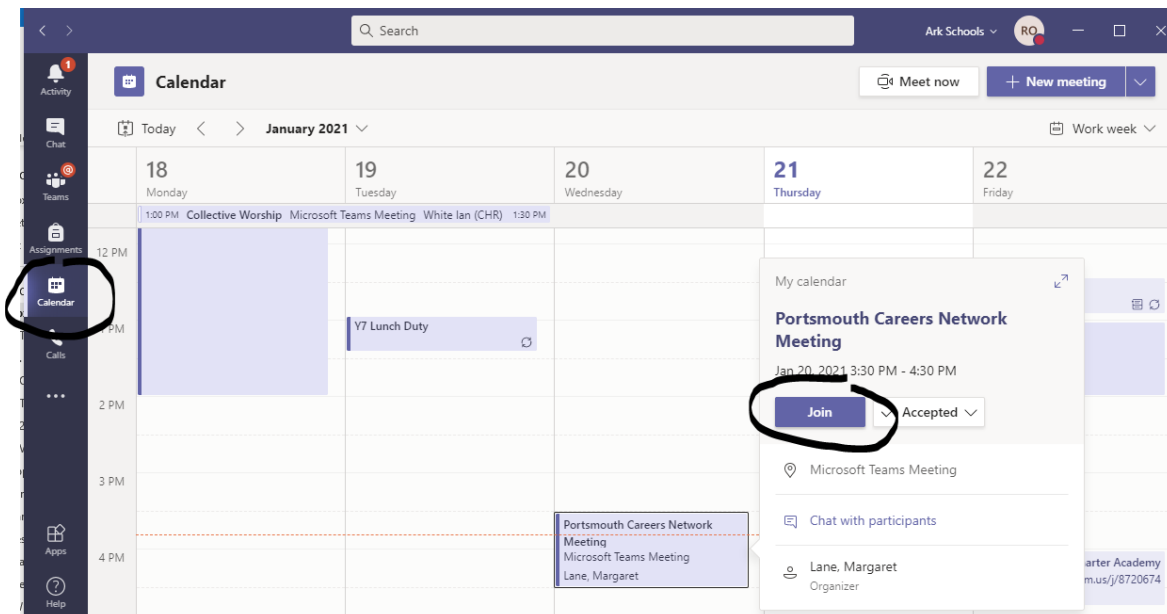 Search
Ark Schools
RO
1
Activity
Chat
@
Teams
Assignments
Calendar
Calls
Apps
Help
Calendar
Meet now
New meeting
Today
January 2021
Work week
18
Monday
19
Tuesday
20
Wednesday
21
Thursday
22
Friday
1:00 PM Collective Worship Microsoft Teams Meeting White Ian (CHR) 1:30 PM
12 PM
PM
2 PM
3 PM
4 PM
Y7 Lunch Duty
Portsmouth Careers Network
Meeting
Microsoft Teams Meeting
Lane, Margaret
My calendar
Portsmouth Careers Network
Meeting
Jan 20, 2021 3:30 PM - 4:30 PM
Join
Accepted
Microsoft Teams Meeting
Chat with participants
Lane, Margaret
Organizer
arter Academy
m.us/j/8720674